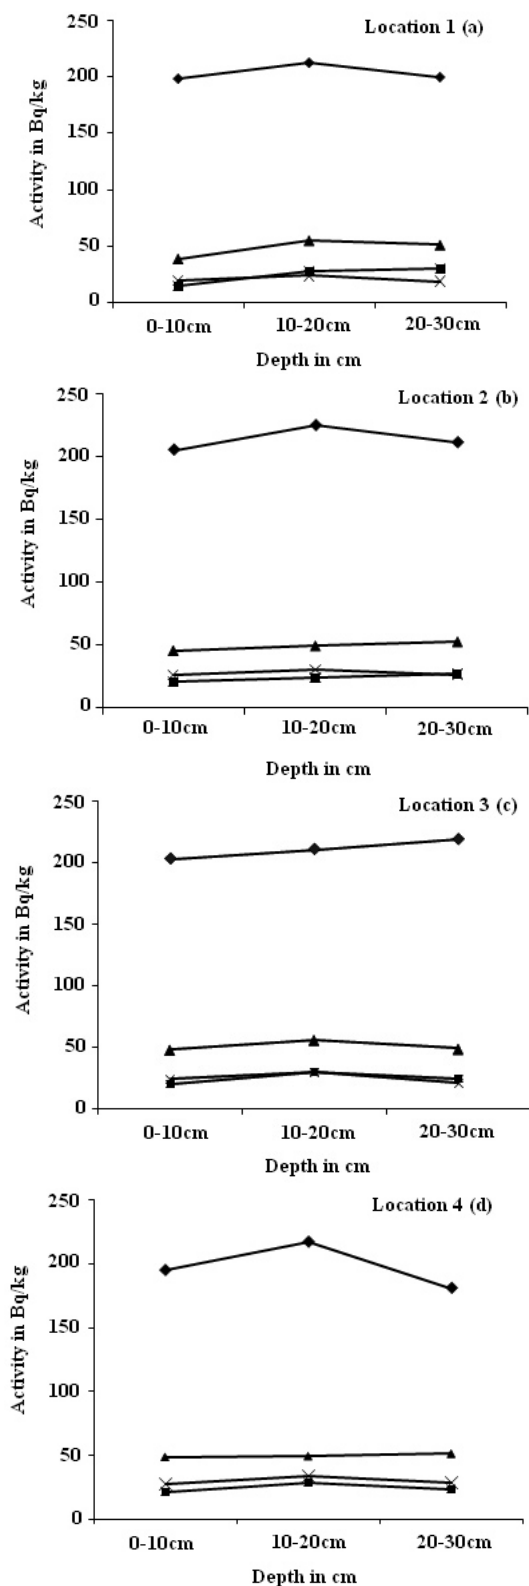 Location 1 (a)
250
200
150
100
50
0
Activity in Bq/kg
0-10cm 10-20cm 20-30cm
Depth in cm
Location 2 (b)
250
200
150
100
50
0
Activity in Bq/kg
0-10cm 10-20cm 20-30cm
Depth in cm
Location 3 (c)
250
200
150
100
50
0
Activity in Bq/kg
0-10cm 10-20cm 20-30cm
Depth in cm
Location 4 (d)
250
200
150
100
50
0
Activity in Bq/kg
0-10cm 10-20cm 20-30cm
Depth in cm